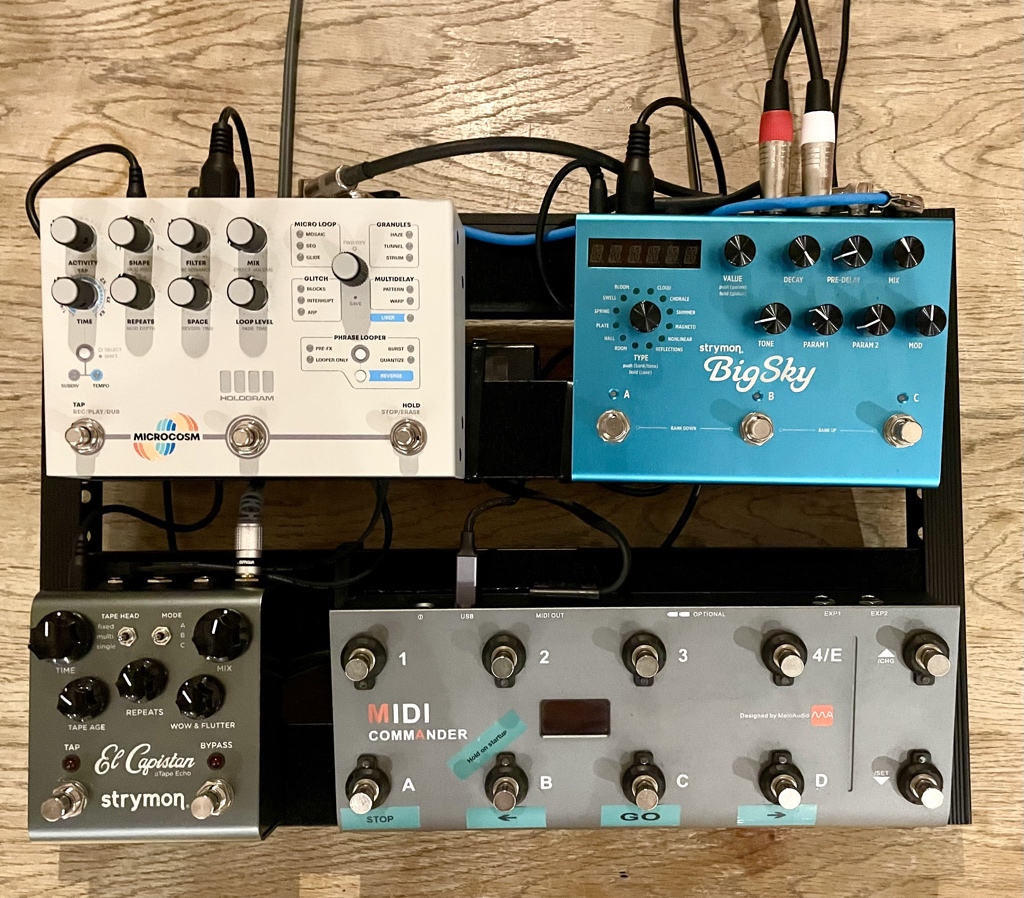 MICRO LOOP
MOSAIC
SEQ
GLIDE
GRANULES
HAZE
TUNNEL
STRUM
ACTIVITY
SHAPE
FILTER
MIX
GLITCH
BLOCKS
INTERRUPT
ARP
SAVE
MULTIDELAY
PATTERN
WARP
TIME
REPEATS
SPACE
LOOP LEVEL
PHRASE LOOPER
PRE-FX
LOOPER ONLY
BURST
QUANTIZE
REVERSE
SELECT
SHIFT
SUBDIV
TEMPO
HOLOGRAM
TAP
REC/PLAY/DUB
MICROCOSM
HOLD
STOP/ERASE
VALUE
DECAY
PRE-DELAY
MIX
BLOOM
CLOUD
SWELL
CHORALE
SPRING
SHIMMER
PLATE
MAGNETO
HALL
NONLINEAR
ROOM
REFLECTIONS
TYPE
TONE
PARAM 1
PARAM 2
MOD
strymon
BigSky
A
B
C
BANK DOWN
BANK UP
TAPE HEAD
MODE
fixed
multi
single
A
B
C
TIME
MIX
TAPE AGE
REPEATS
WOW & FLUTTER
TAP
BYPASS
El Capistan
dTape Echo
strymon
USB
MIDI OUT
OPTIONAL
EXP1
EXP2
1
2
3
4/E
/CHG
MIDI
COMMANDER
Hold on startup
Designed by MeloAudio
A
B
C
D
/SET
STOP
←
GO
→